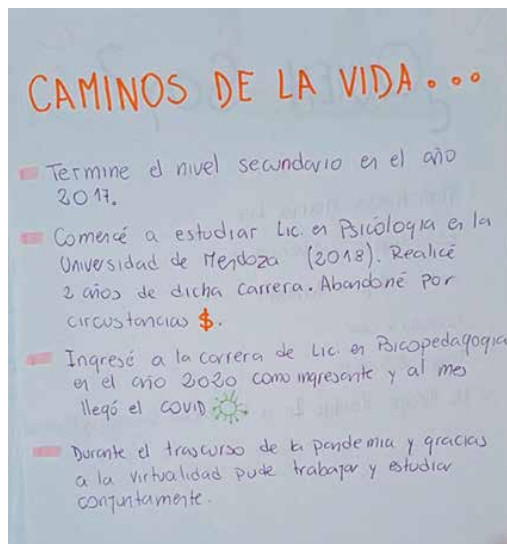 CAMINOS DE LA VIDA...
Termine el nivel secundario en el año
2017.
Comencé a estudiar Lic. en Psicología en la
Universidad de Mendoza (2018). Realicé
2 años de dicha carrera. Abandoné por
circustancias $.
Ingresé a la carrera de Lic. en Psicopedagogia
en el año 2020 como ingresante y al mes
llegó el COVID
Durante el trascurso de la pandemia y gracias
a la virtualidad pude trabajar y estudiar
conjuntamente.